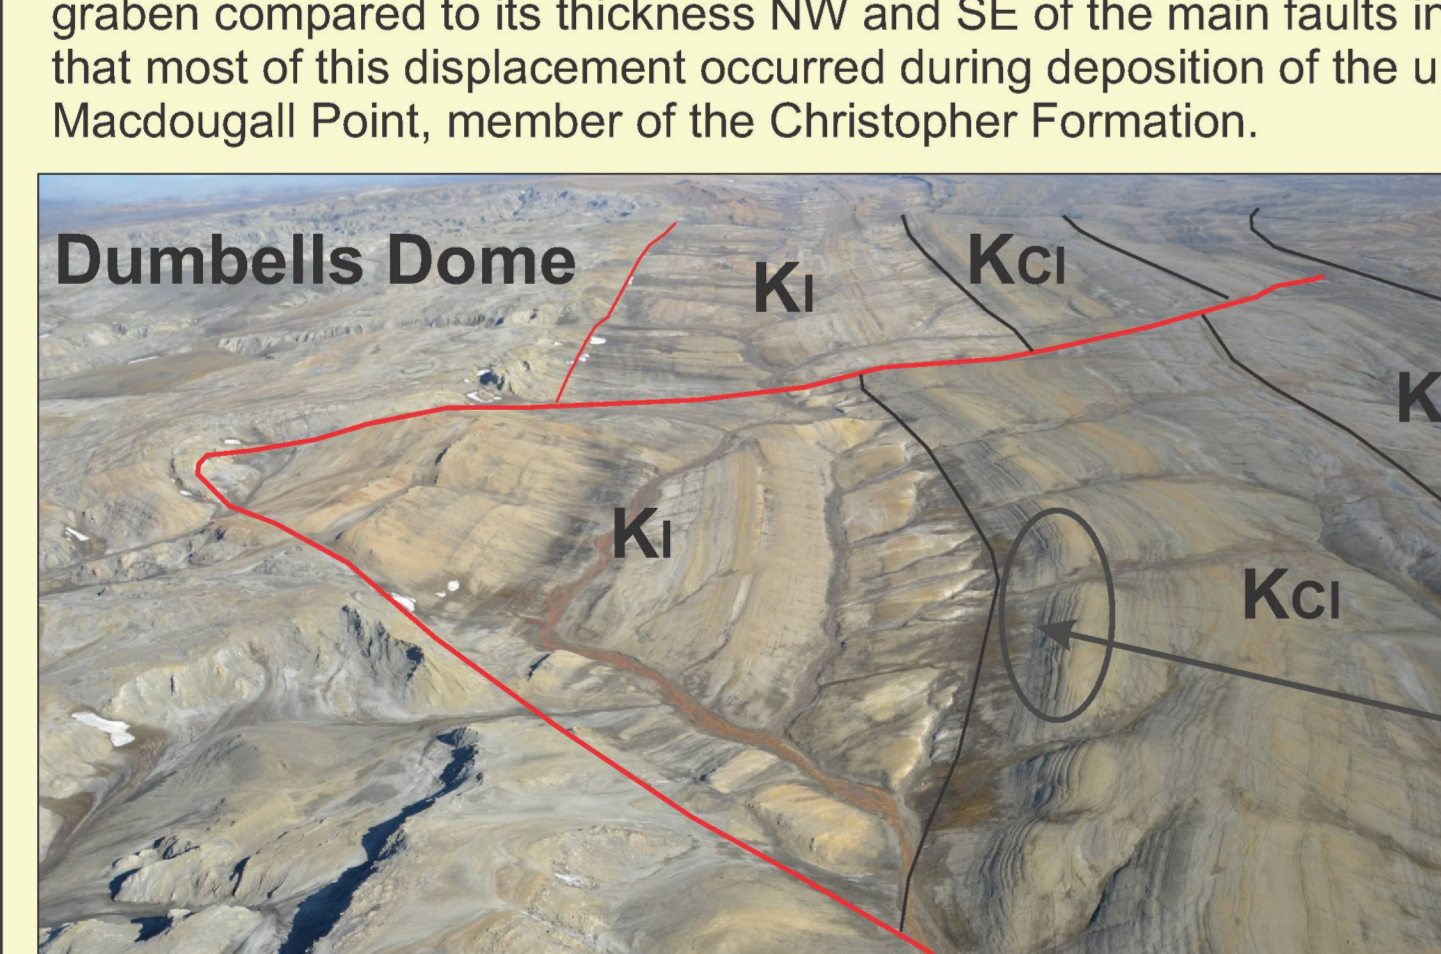 graben compared to its thickness NW and SE of the main faults in
that most of this displacement occurred during deposition of the u
Macdougall Point, member of the Christopher Formation.
Dumbells Dome
Kl
KCl
K
Kl
KCl